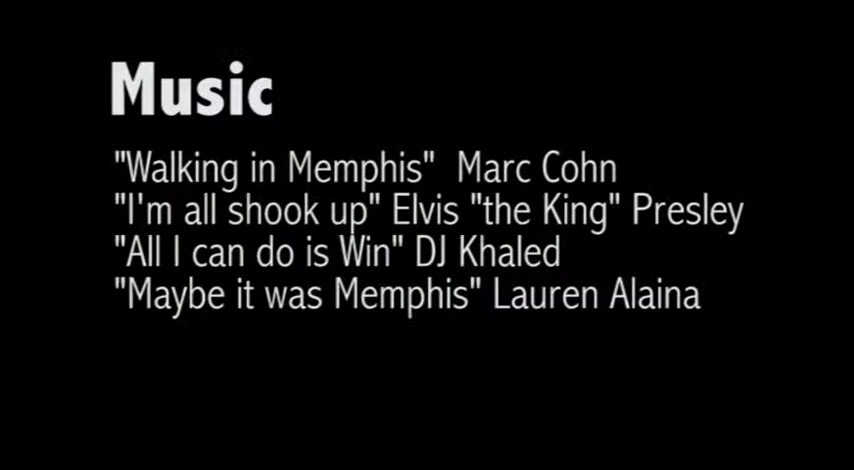 Music
"Walking in Memphis"  Marc Cohn
"I'm all shook up" Elvis "the King" Presley
"All I can do is Win" DJ Khaled
"Maybe it was Memphis" Lauren Alaina